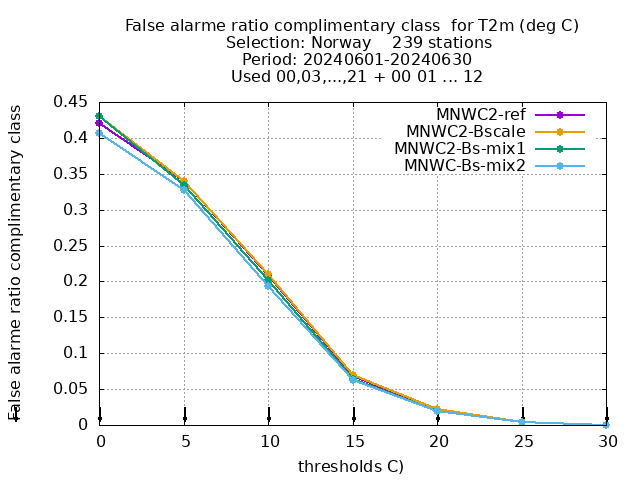 False alarme ratio complimentary class  for T2m (deg C)
Selection: Norway    239 stations
Period: 20240601-20240630
Used 00,03,...,21 + 00 01 ... 12
False alarme ratio complimentary class
0.45
0.4
0.35
0.3
0.25
0.2
0.15
0.1
0.05
0
MNWC2-ref
MNWC2-Bscale
MNWC2-Bs-mix1
MNWC-Bs-mix2
0 5 10 15 20 25 30
thresholds C)